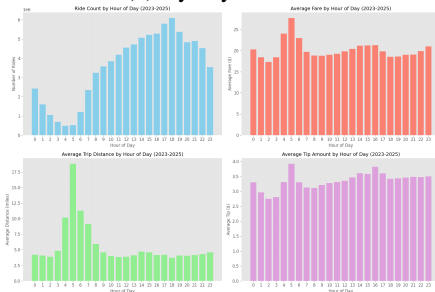 Ride Count by Hour of Day (2023-2025)
1e6
6
5
4
3
2
1
0
Number of Rides
0 1 2 3 4 5 6 7 8 9 10 11 12 13 14 15 16 17 18 19 20 21 22 23
Hour of Day
Average Fare by Hour of Day (2023-2025)
25
20
15
10
5
0
Average Fare ($)
0 1 2 3 4 5 6 7 8 9 10 11 12 13 14 15 16 17 18 19 20 21 22 23
Hour of Day
Average Trip Distance by Hour of Day (2023-2025)
17.5
15.0
12.5
10.0
7.5
5.0
2.5
0.0
Average Distance (miles)
0 1 2 3 4 5 6 7 8 9 10 11 12 13 14 15 16 17 18 19 20 21 22 23
Hour of Day
Average Tip Amount by Hour of Day (2023-2025)
4.0
3.5
3.0
2.5
2.0
1.5
1.0
0.5
0.0
Average Tip ($)
0 1 2 3 4 5 6 7 8 9 10 11 12 13 14 15 16 17 18 19 20 21 22 23
Hour of Day